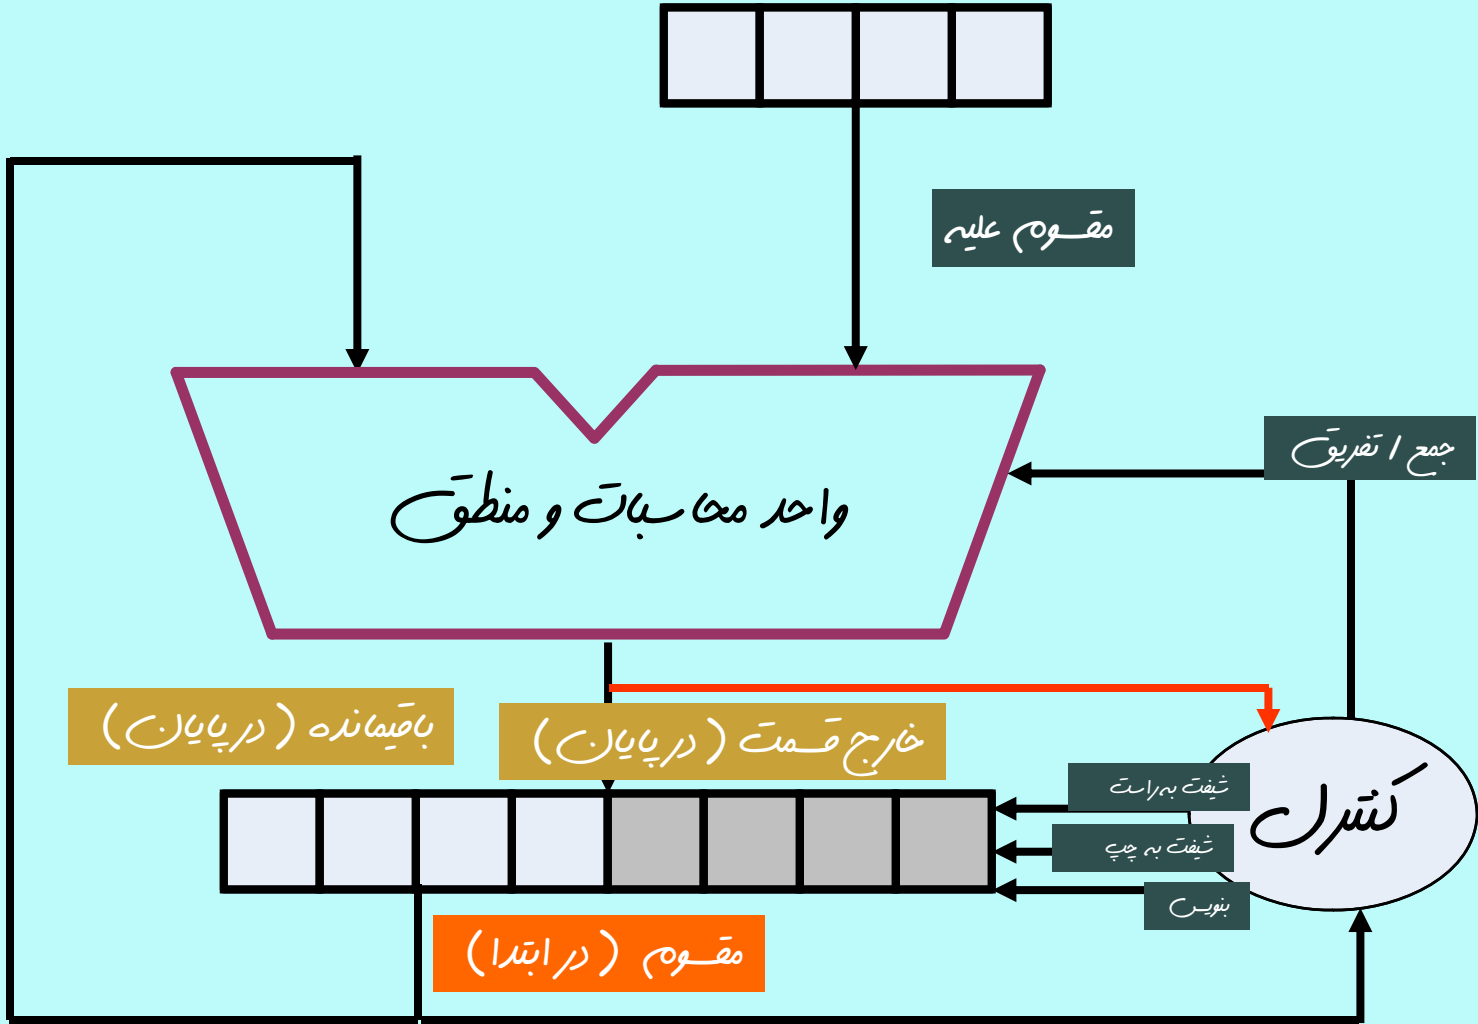 مقسوم علیه
جمع / تفریق
واحد محاسبات و منطق
باقیمانده ( در پایان )
خارج قسمت ( در پایان )
شیفت به راست
کنترل
شیفت به چپ
بنویس
مقسوم ( در ابتدا )